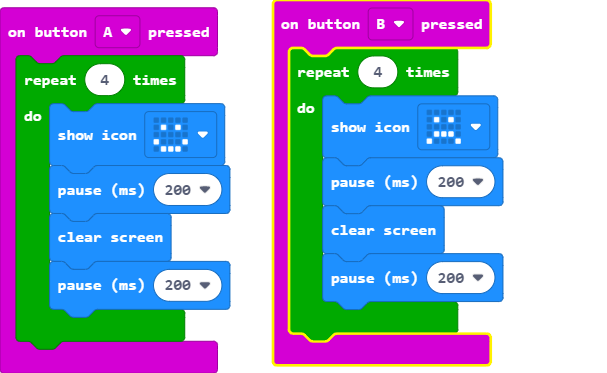 on button A pressed
repeat 4 times
do
show icon
pause (ms) 200
clear screen
pause (ms) 200
on button B pressed
repeat 4 times
do
show icon
pause (ms) 200
clear screen
pause (ms) 200